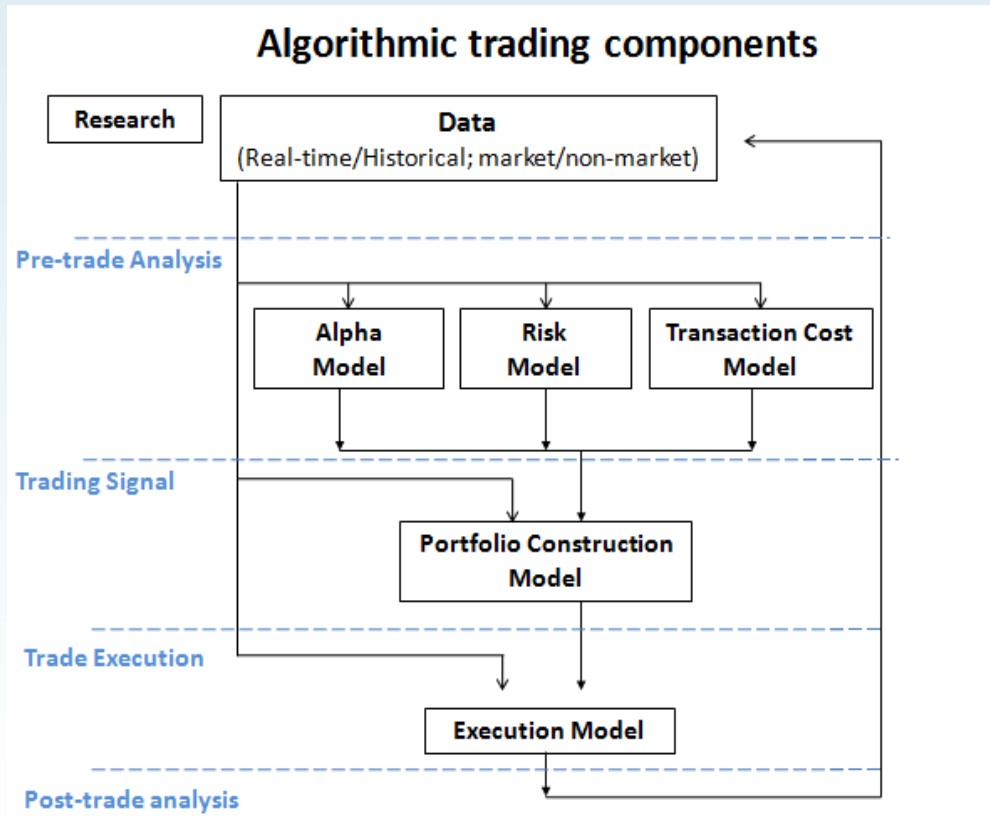 Algorithmic trading components
Research
Data
(Real-time/Historical; market/non-market)
Pre-trade Analysis
Alpha
Model
Risk
Model
Transaction Cost
Model
Trading Signal
Portfolio Construction
Model
Trade Execution
Execution Model
Post-trade analysis